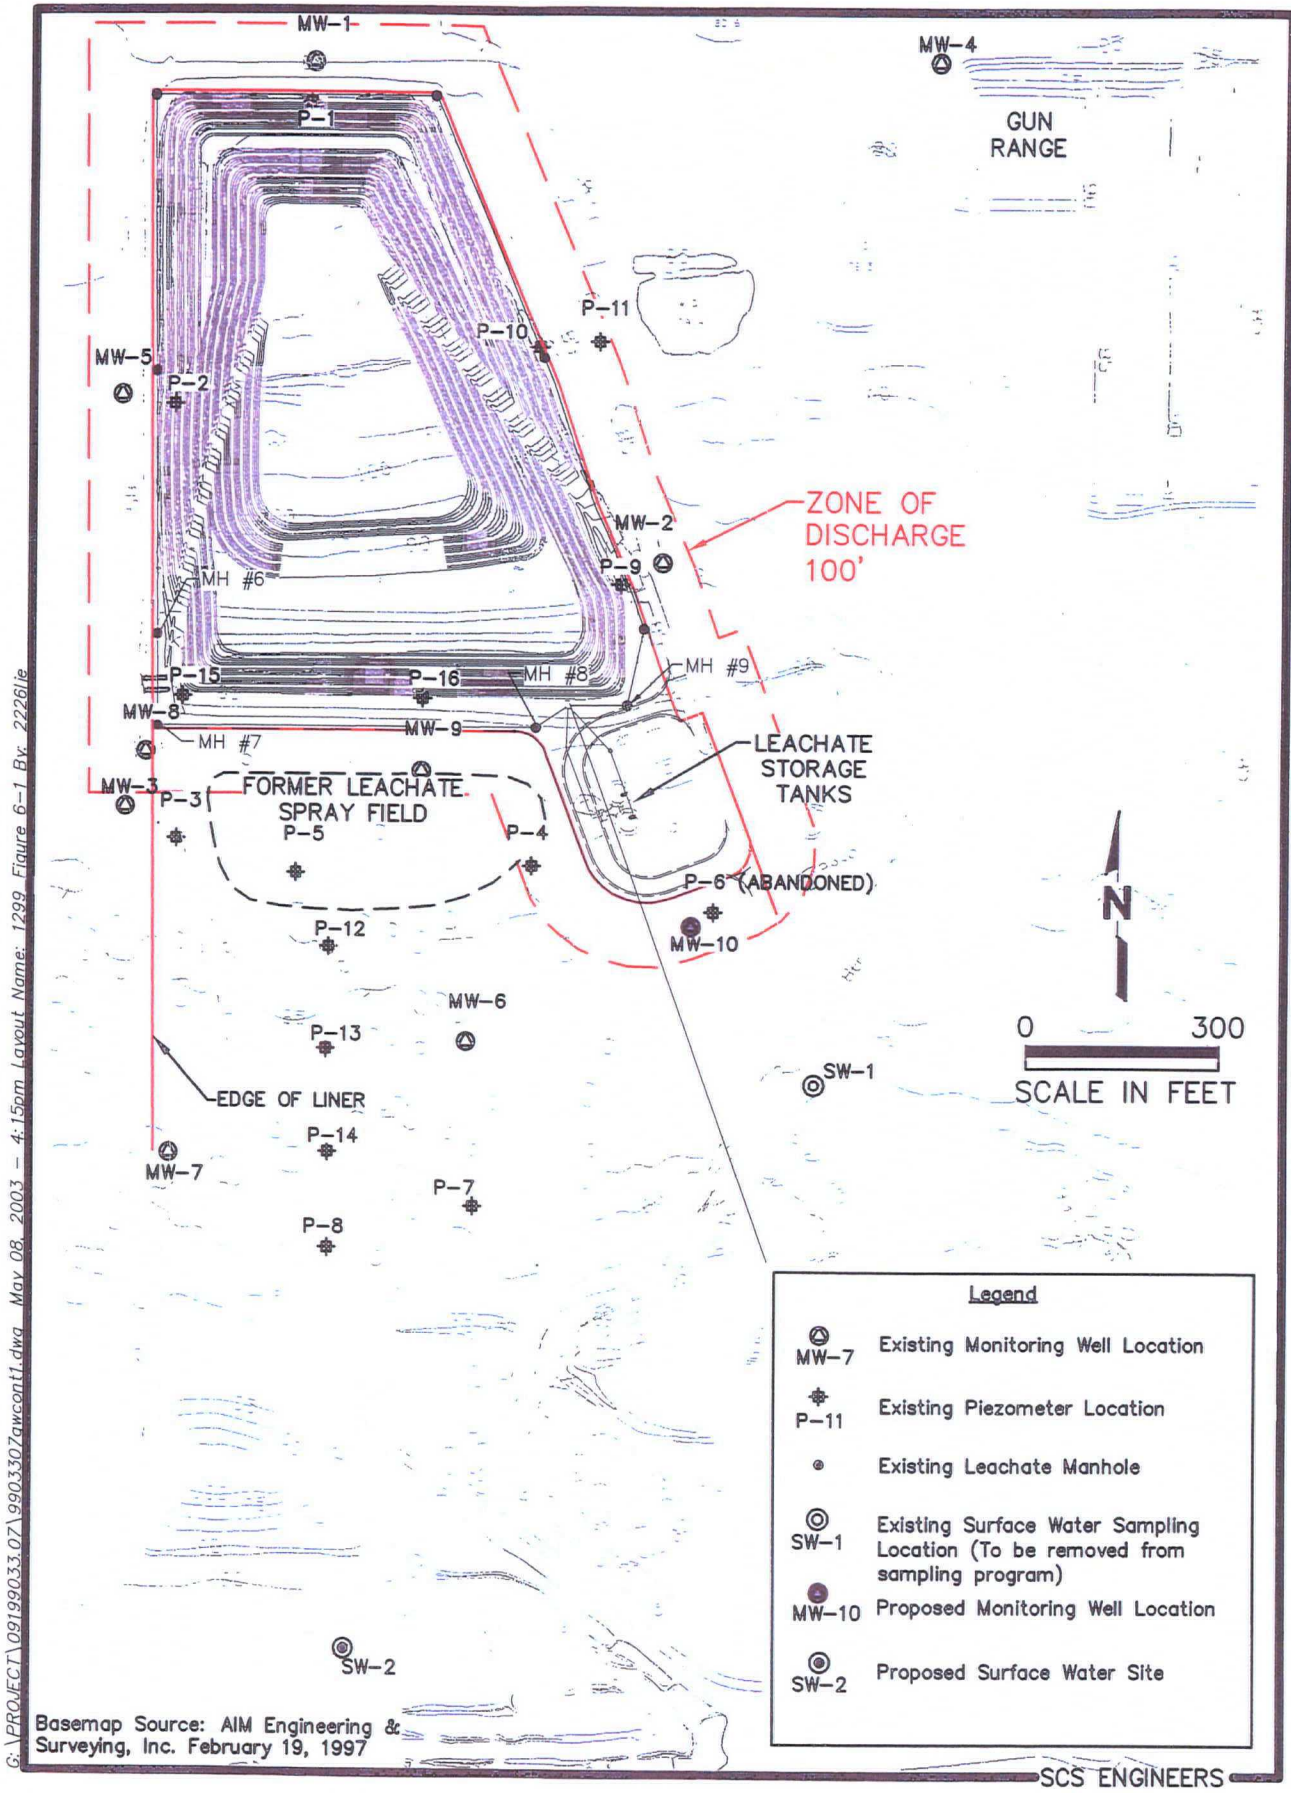 MW-1
MW-4
GUN
RANGE
P-1
P-11
P-10
MW-5
P-2
MW-2
ZONE OF
DISCHARGE
100'
P-9
MH #6
P-15
P-16
MH #8
MH #9
MW-8
MH #7
MW-9
LEACHATE
STORAGE
TANKS
MW-3
P-3
FORMER LEACHATE
SPRAY FIELD
P-5
P-4
P-6 (ABANDONED)
MW-10
P-12
N
MW-6
P-13
0 300
SCALE IN FEET
SW-1
EDGE OF LINER
P-14
MW-7
P-7
P-8
Legend
MW-7 Existing Monitoring Well Location
P-11 Existing Piezometer Location
Existing Leachate Manhole
SW-1 Existing Surface Water Sampling
Location (To be removed from
sampling program)
MW-10 Proposed Monitoring Well Location
SW-2 Proposed Surface Water Site
SW-2
Basemap Source: AIM Engineering &
Surveying, Inc. February 19, 1997
SCS ENGINEERS
G:\PROJECT\09199033.07\9903307gwcont1.dwg May 08, 2003 - 4:15pm Layout Name: 1299 Figure 6-1 By: 2226lie